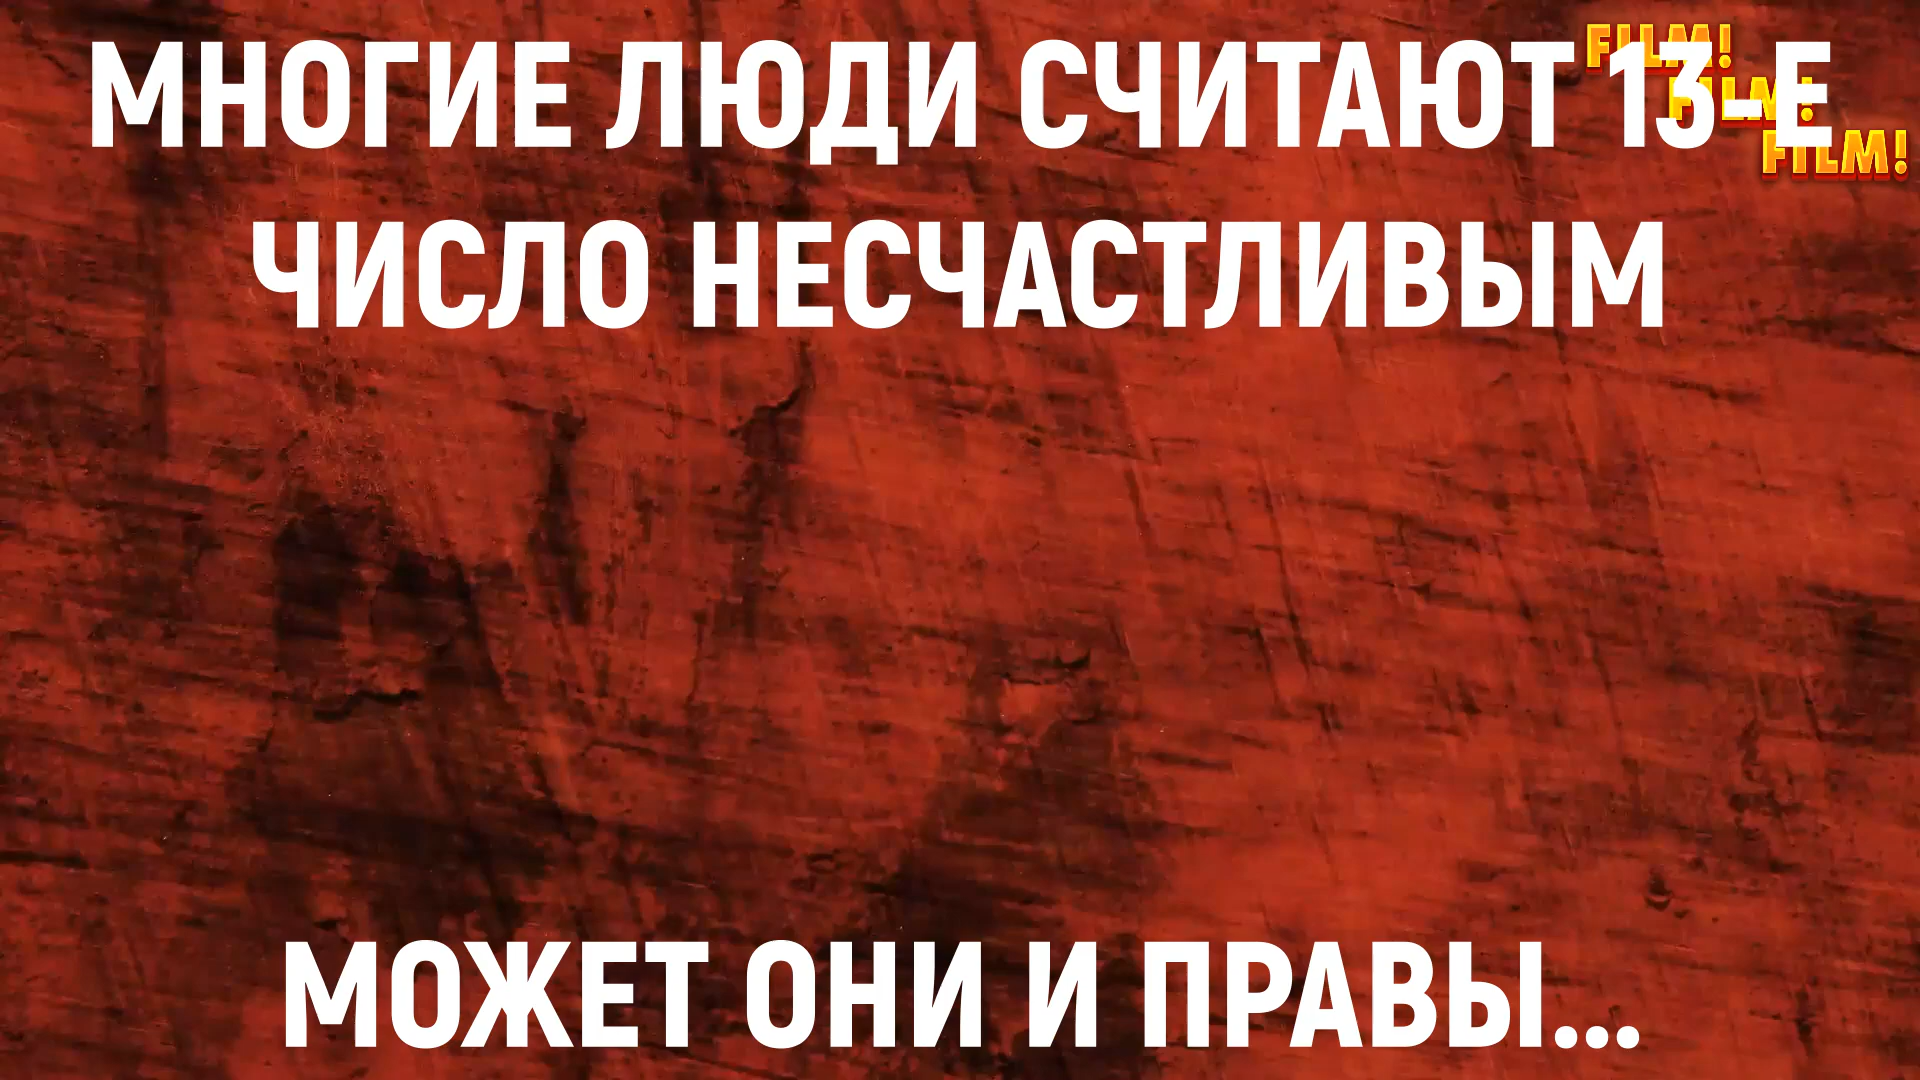 МНОГИЕ ЛЮДИ СЧИТАЮТ 13-Е
FILM!
FILM!
FILM!
ЧИСЛО НЕСЧАСТЛИВЫМ
МОЖЕТ ОНИ И ПРАВЫ...